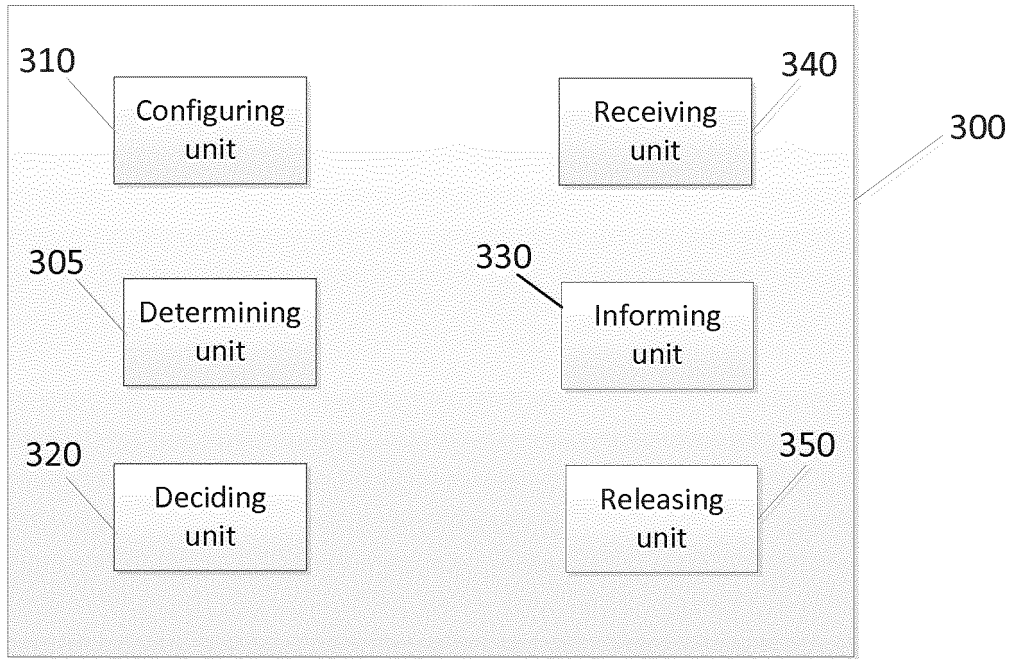 310
Configuring
unit
340
Receiving
unit
300
305
Determining
unit
330
Informing
unit
320
Deciding
unit
350
Releasing
unit